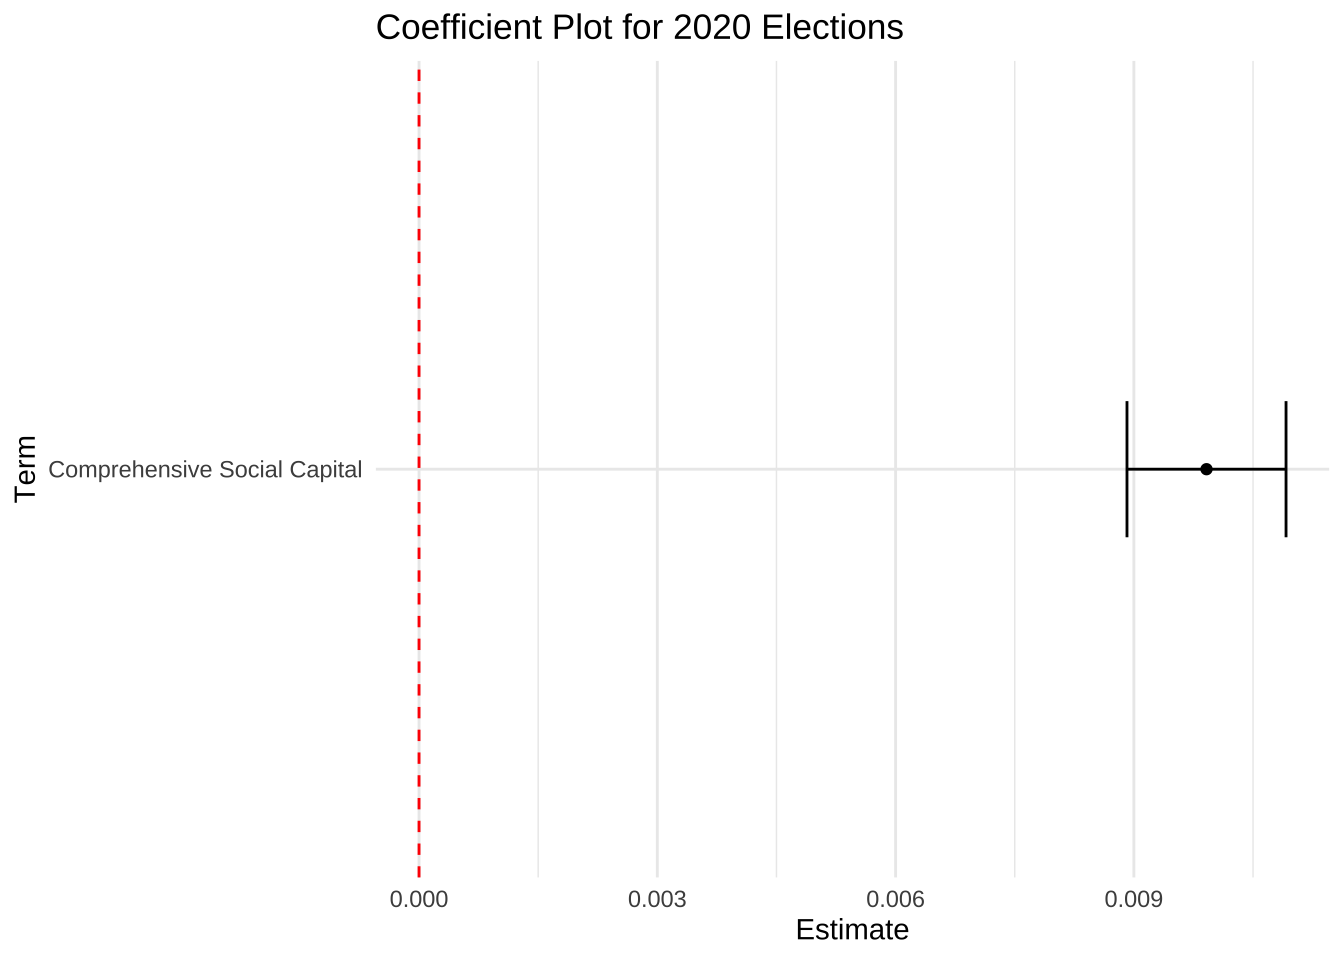 Coefficient Plot for 2020 Elections
Term
Comprehensive Social Capital
0.000
0.003
0.006
0.009
Estimate